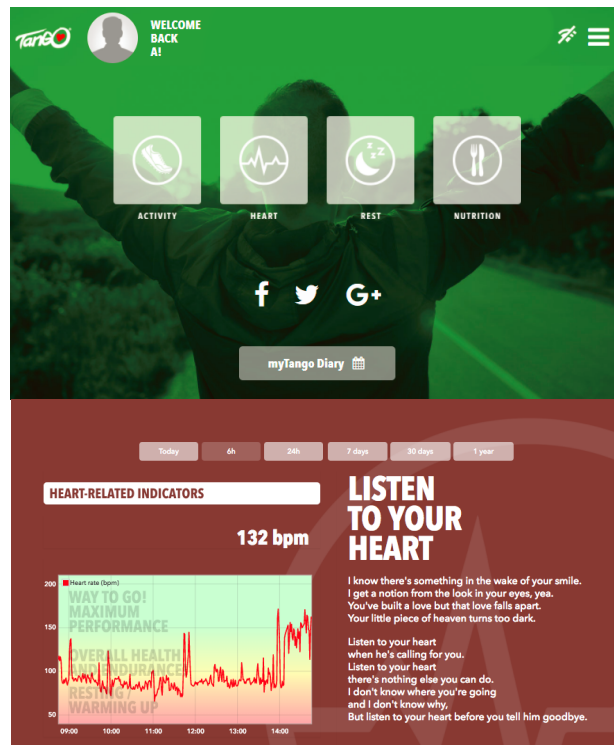 TANGO
WELCOME
BACK
A!
ACTIVITY
HEART
REST
NUTRITION
z z z
f
G+
myTango Diary
Today
6h
24h
7 days
30 days
1 year
HEART-RELATED INDICATORS
132 bpm
Heart rate (bpm)
WAY TO GO!
MAXIMUM
PERFORMANCE
OVERALL HEALTH
AND ENDURANCE
RESTING /
WARMING UP
200
150
100
50
09:00 10:00 11:00 12:00 13:00 14:00
LISTEN
TO YOUR
HEART
I know there's something in the wake of your smile.
I get a notion from the look in your eyes, yea.
You've built a love but that love falls apart.
Your little piece of heaven turns too dark.
Listen to your heart
when he's calling for you.
Listen to your heart
there's nothing else you can do.
I don't know where you're going
and I don't know why,
But listen to your heart before you tell him goodbye.